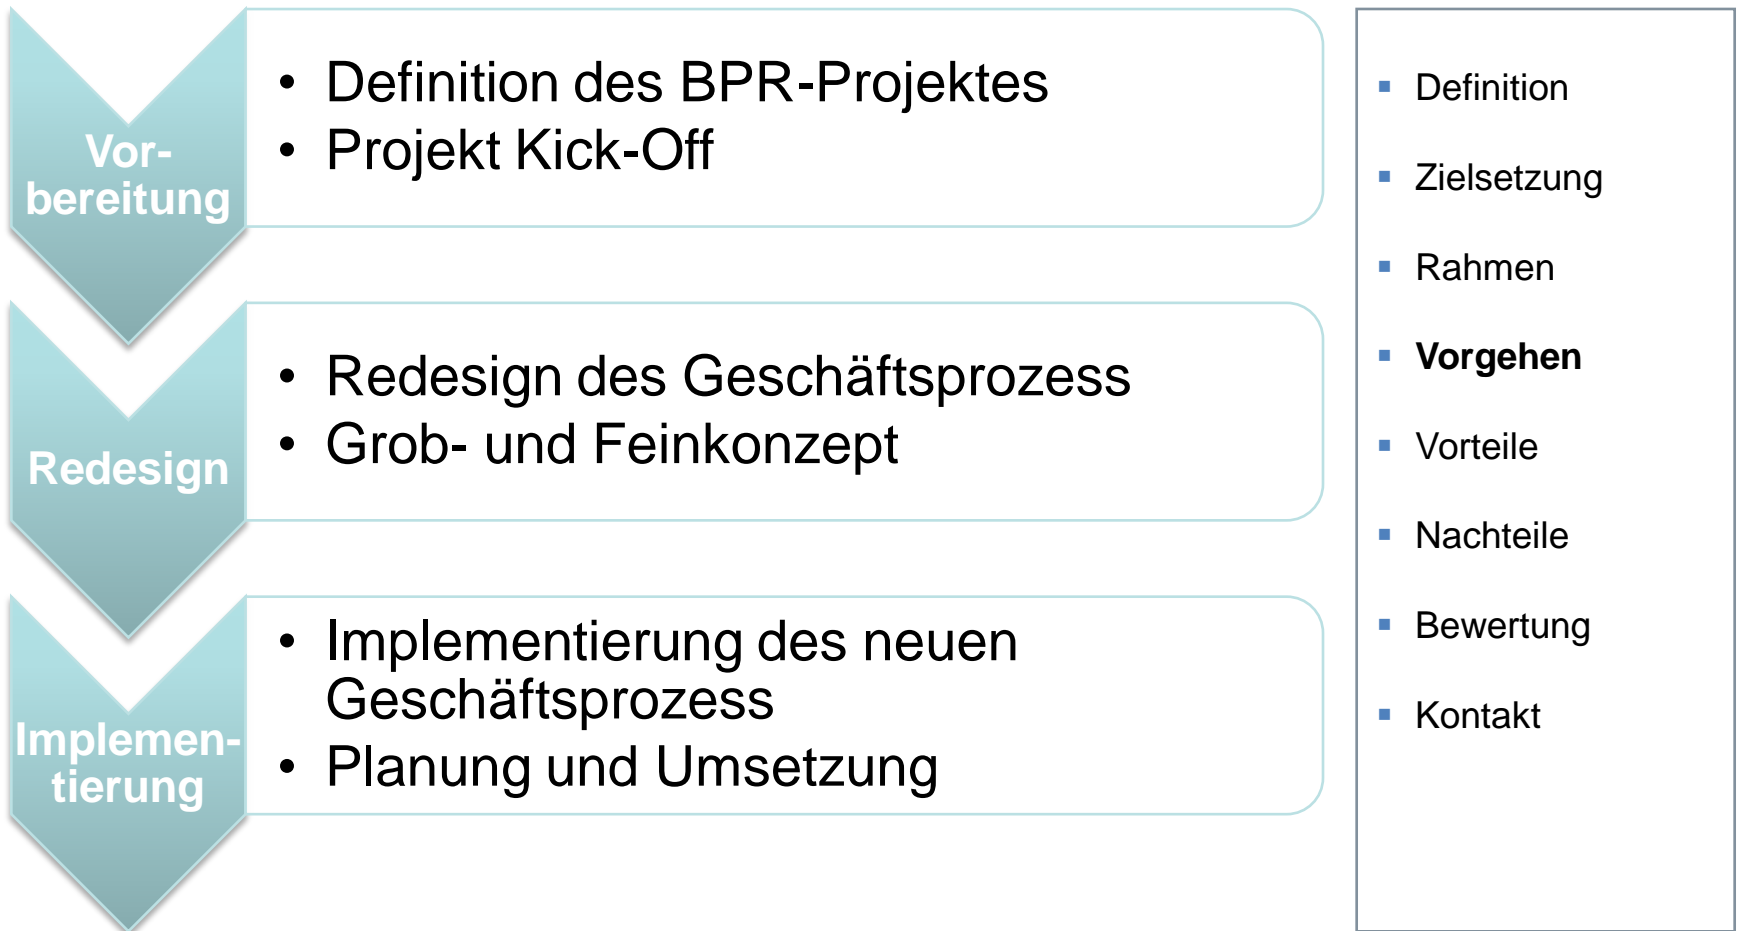 Vor-
bereitung
• Definition des BPR-Projektes
• Projekt Kick-Off
Redesign
• Redesign des Geschäftsprozess
• Grob- und Feinkonzept
Implemen-
tierung
• Implementierung des neuen
Geschäftsprozess
• Planung und Umsetzung
▪ Definition
▪ Zielsetzung
▪ Rahmen
▪ Vorgehen
▪ Vorteile
▪ Nachteile
▪ Bewertung
▪ Kontakt